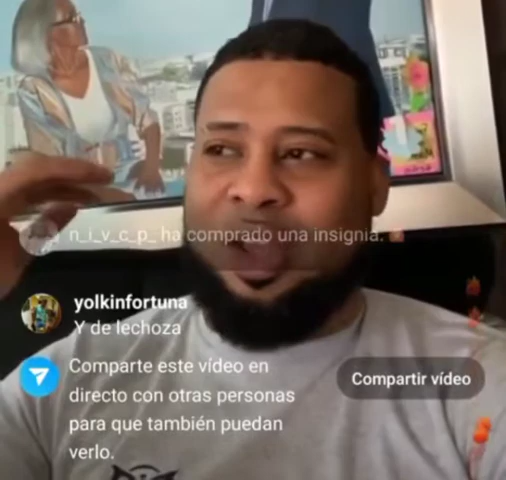 n_i_v_c_p_ ha comprado una insignia.
yolkinfortuna
Y de lechoza
Comparte este vídeo en
directo con otras personas
para que también puedan
verlo.
Compartir vídeo